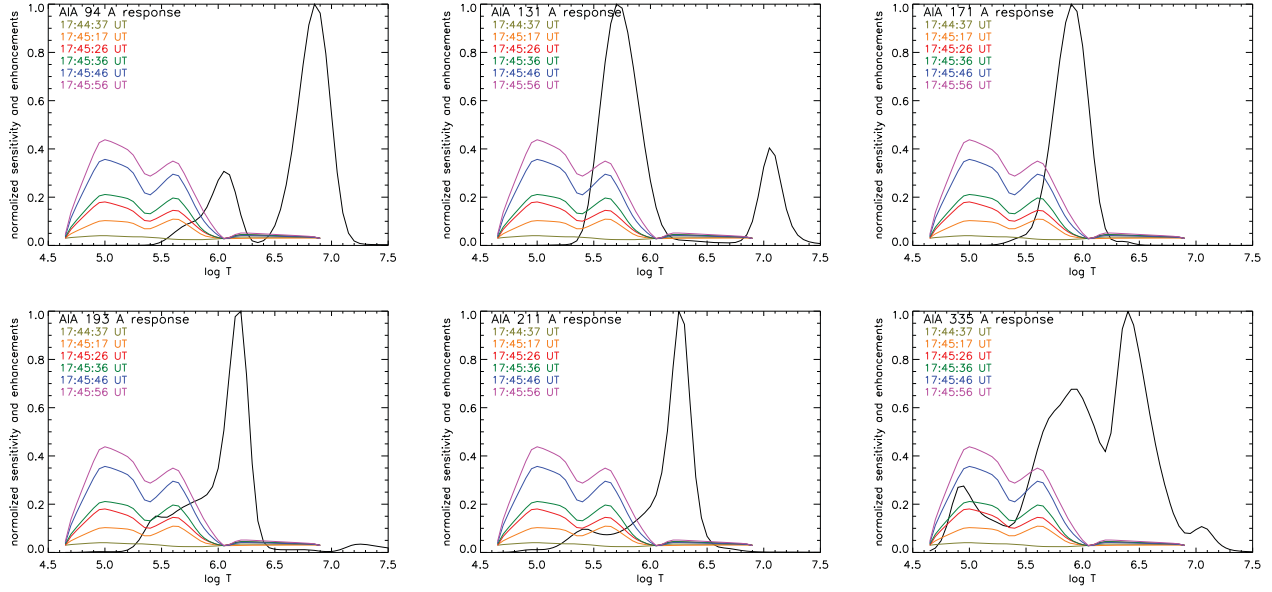 AIA 94 A response
17:44:37 UT
17:45:17 UT
17:45:26 UT
17:45:36 UT
17:45:46 UT
17:45:56 UT
normalized sensitivity and enhancements
1.0
0.8
0.6
0.4
0.2
0.0
4.5 5.0 5.5 6.0 6.5 7.0 7.5
log T
AIA 131 A response
17:44:37 UT
17:45:17 UT
17:45:26 UT
17:45:36 UT
17:45:46 UT
17:45:56 UT
normalized sensitivity and enhancements
1.0
0.8
0.6
0.4
0.2
0.0
4.5 5.0 5.5 6.0 6.5 7.0 7.5
log T
AIA 171 A response
17:44:37 UT
17:45:17 UT
17:45:26 UT
17:45:36 UT
17:45:46 UT
17:45:56 UT
normalized sensitivity and enhancements
1.0
0.8
0.6
0.4
0.2
0.0
4.5 5.0 5.5 6.0 6.5 7.0 7.5
log T
AIA 193 A response
17:44:37 UT
17:45:17 UT
17:45:26 UT
17:45:36 UT
17:45:46 UT
17:45:56 UT
normalized sensitivity and enhancements
1.0
0.8
0.6
0.4
0.2
0.0
4.5 5.0 5.5 6.0 6.5 7.0 7.5
log T
AIA 211 A response
17:44:37 UT
17:45:17 UT
17:45:26 UT
17:45:36 UT
17:45:46 UT
17:45:56 UT
normalized sensitivity and enhancements
1.0
0.8
0.6
0.4
0.2
0.0
4.5 5.0 5.5 6.0 6.5 7.0 7.5
log T
AIA 335 A response
17:44:37 UT
17:45:17 UT
17:45:26 UT
17:45:36 UT
17:45:46 UT
17:45:56 UT
normalized sensitivity and enhancements
1.0
0.8
0.6
0.4
0.2
0.0
4.5 5.0 5.5 6.0 6.5 7.0 7.5
log T